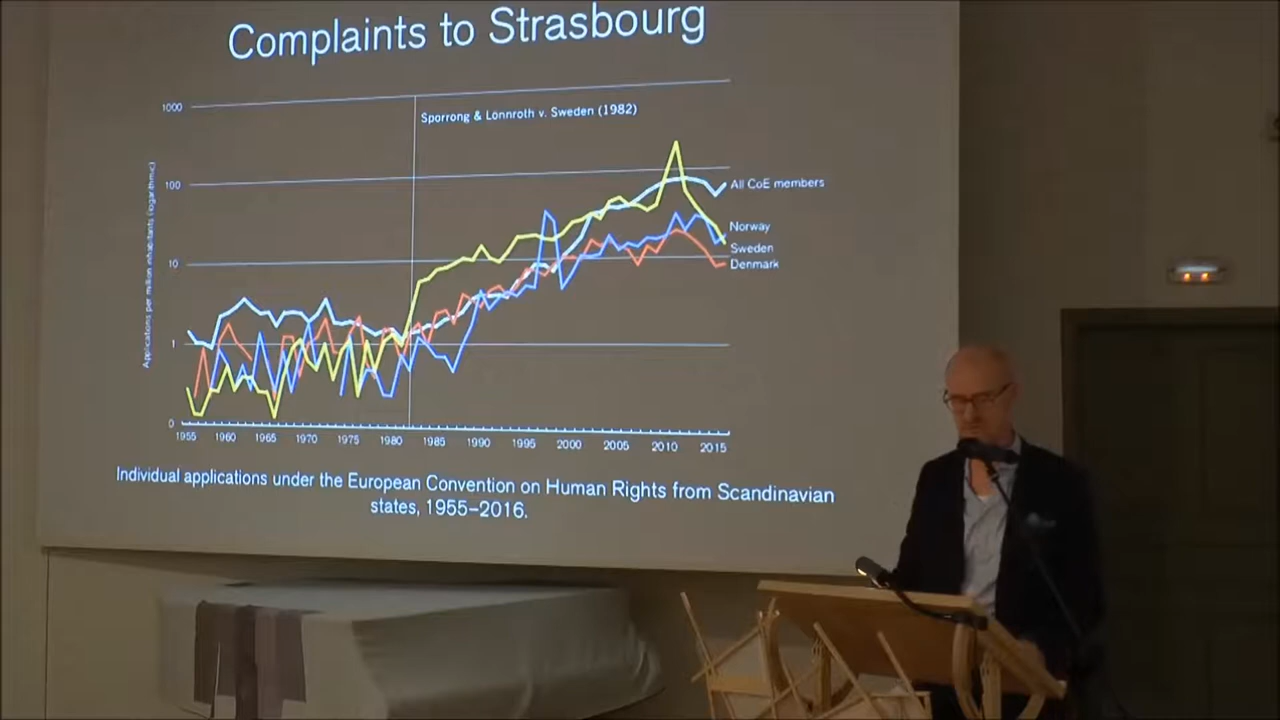 Complaints to Strasbourg
1000
Sporrong & Lönnroth v. Sweden (1982)
100
All CoE members
Norway
Sweden
10
Denmark
Applications per million inhabitants (logarithmic)
1
0
1955 1960 1965 1970 1975 1980 1985 1990 1995 2000 2005 2010 2015
Individual applications under the European Convention on Human Rights from Scandinavian
states, 1955–2016.